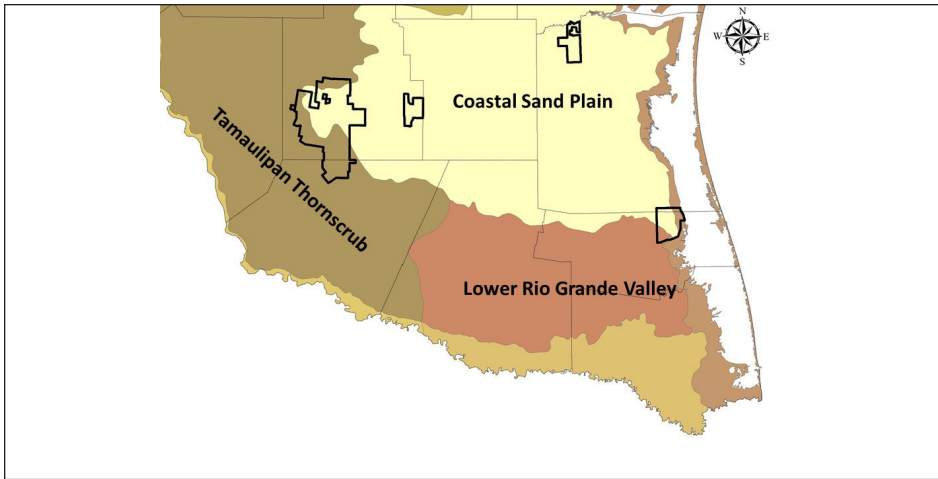 N
W
E
S
Coastal Sand Plain
Tamaulipan Thornscrub
Lower Rio Grande Valley